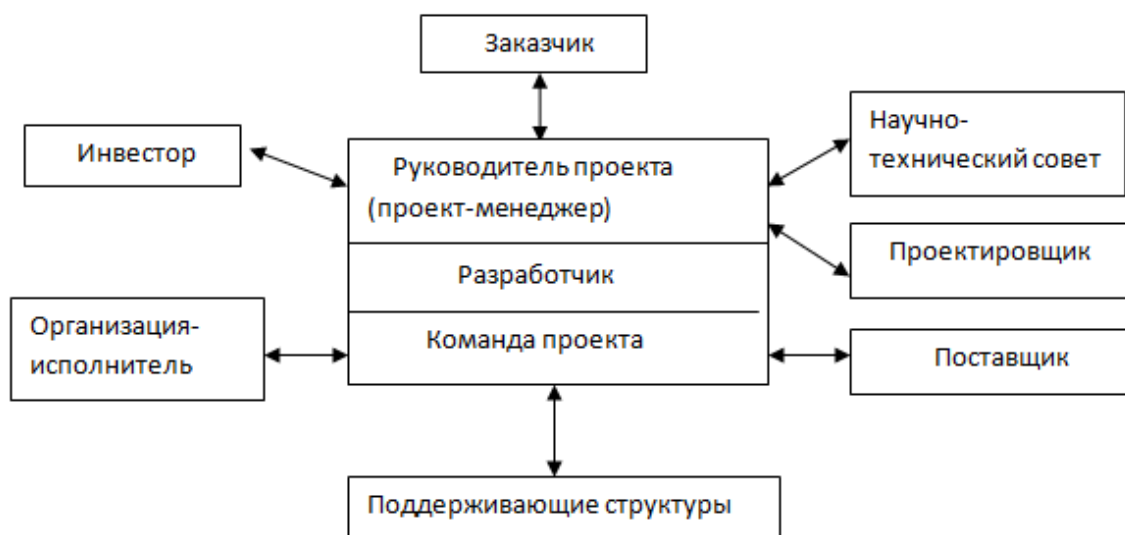 Заказчик
Инвестор
Руководитель проекта
(проект-менеджер)
Научно-
технический совет
Проектировщик
Разработчик
Организация-
исполнитель
Команда проекта
Поставщик
Поддерживающие структуры